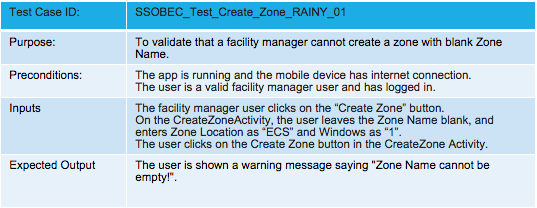 Test Case ID: SSOBEC_Test_Create_Zone_RAINY_01
Purpose: To validate that a facility manager cannot create a zone with blank Zone
Name.
Preconditions: The app is running and the mobile device has internet connection.
The user is a valid facility manager user and has logged in.
Inputs The facility manager user clicks on the “Create Zone” button.
On the CreateZoneActivity, the user leaves the Zone Name blank, and
enters Zone Location as “ECS” and Windows as “1”.
The user clicks on the Create Zone button in the CreateZone Activity.
Expected Output The user is shown a warning message saying "Zone Name cannot be
empty!".